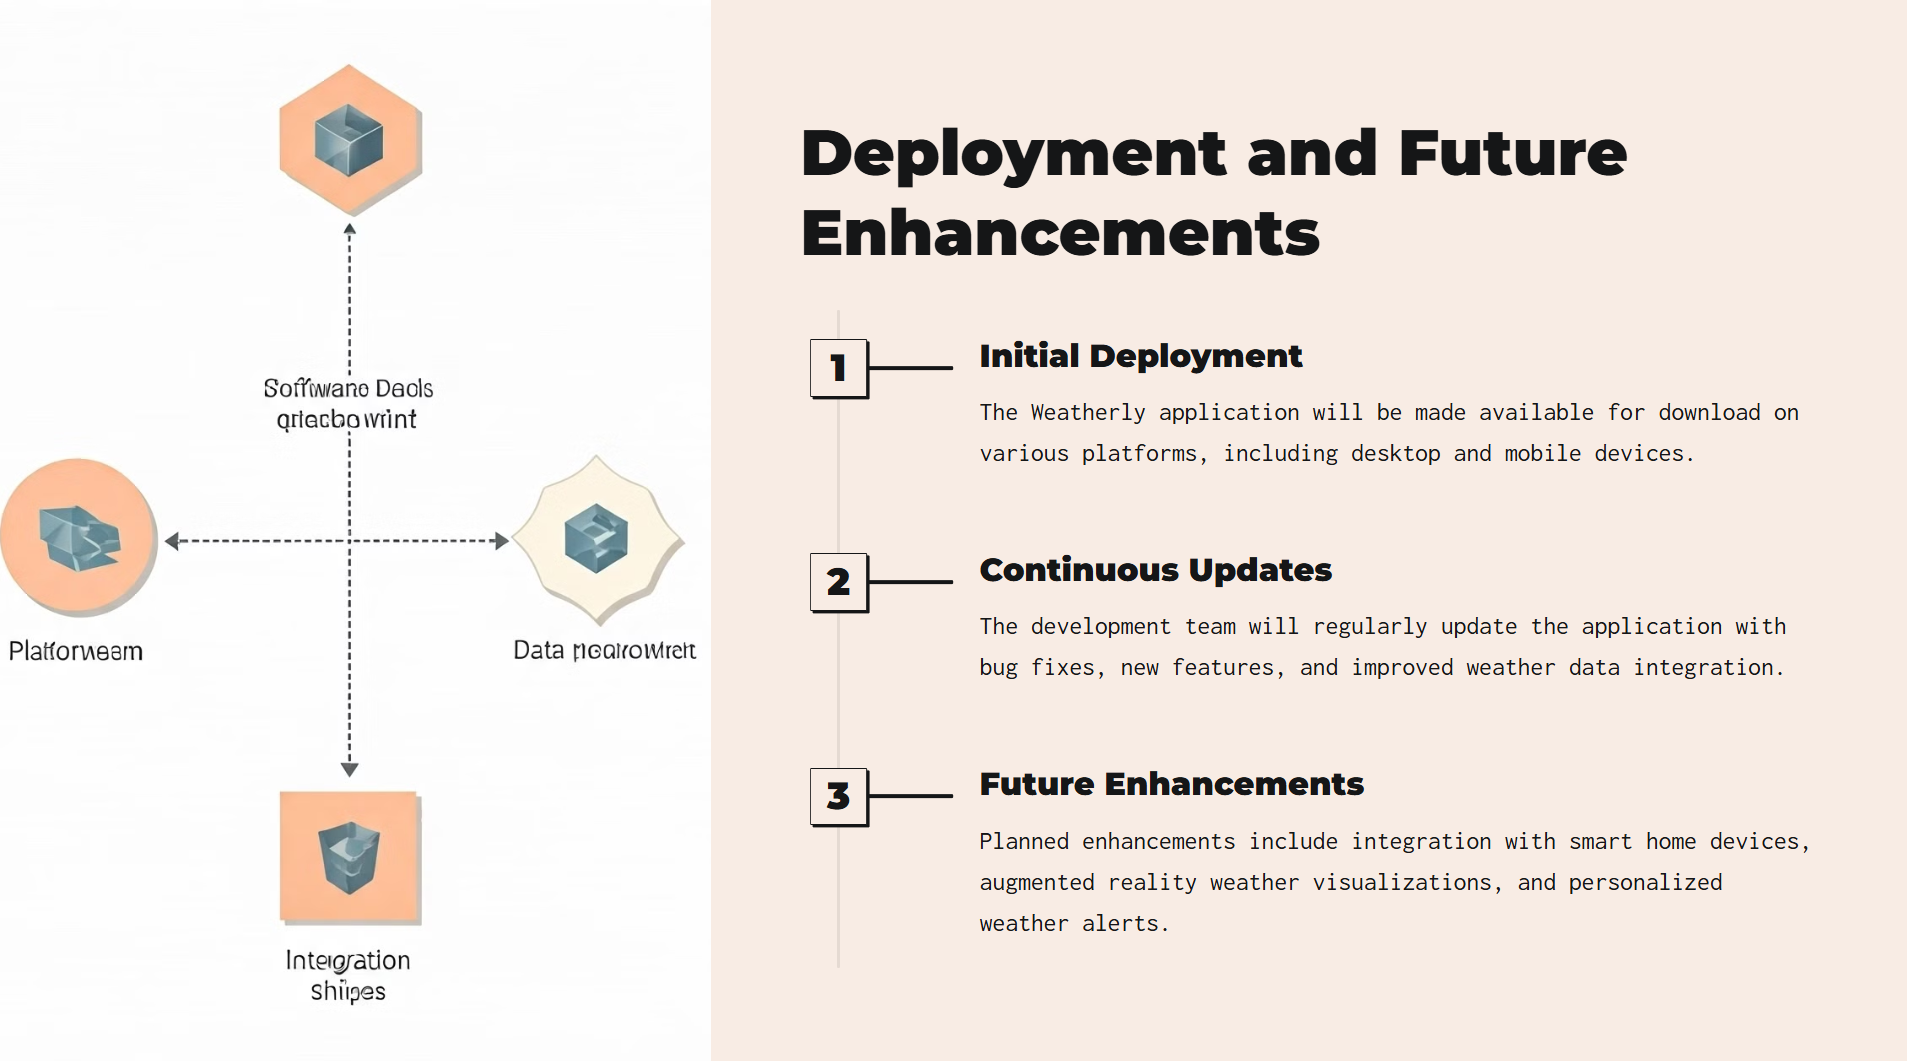 Deployment and Future
Enhancements
1
Initial Deployment
The Weatherly application will be made available for download on
various platforms, including desktop and mobile devices.
2
Continuous Updates
The development team will regularly update the application with
bug fixes, new features, and improved weather data integration.
3
Future Enhancements
Planned enhancements include integration with smart home devices,
augmented reality weather visualizations, and personalized
weather alerts.
Data
Integration